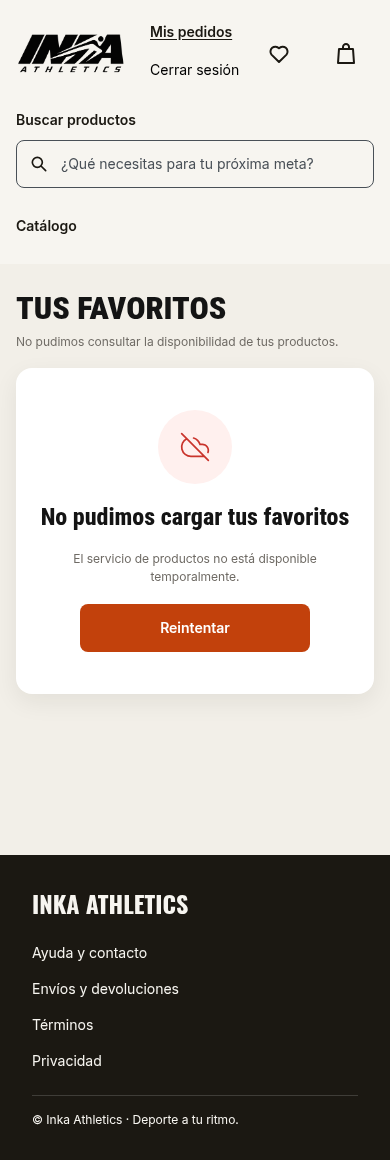 INKA
ATHLETICS
Mis pedidos
Cerrar sesión
Buscar productos
¿Qué necesitas para tu próxima meta?
Catálogo
TUS FAVORITOS
No pudimos consultar la disponibilidad de tus productos.
No pudimos cargar tus favoritos
El servicio de productos no está disponible
temporalmente.
Reintentar
INKA ATHLETICS
Ayuda y contacto
Envíos y devoluciones
Términos
Privacidad
© Inka Athletics · Deporte a tu ritmo.